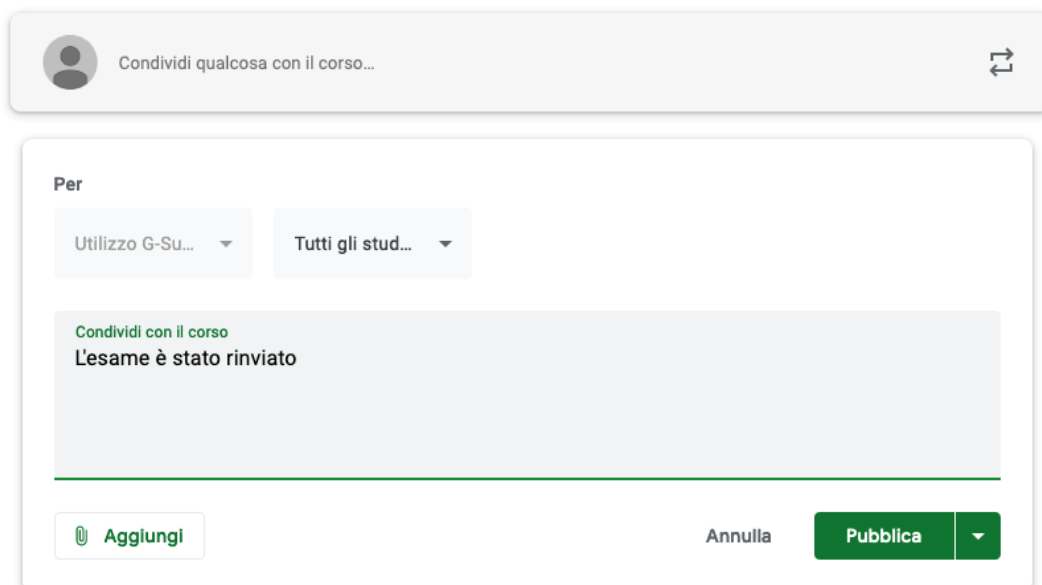 Condividi qualcosa con il corso…
Per
Utilizzo G-Su… Tutti gli stud…
Condividi con il corso
L'esame è stato rinviato
Aggiungi Annulla Pubblica